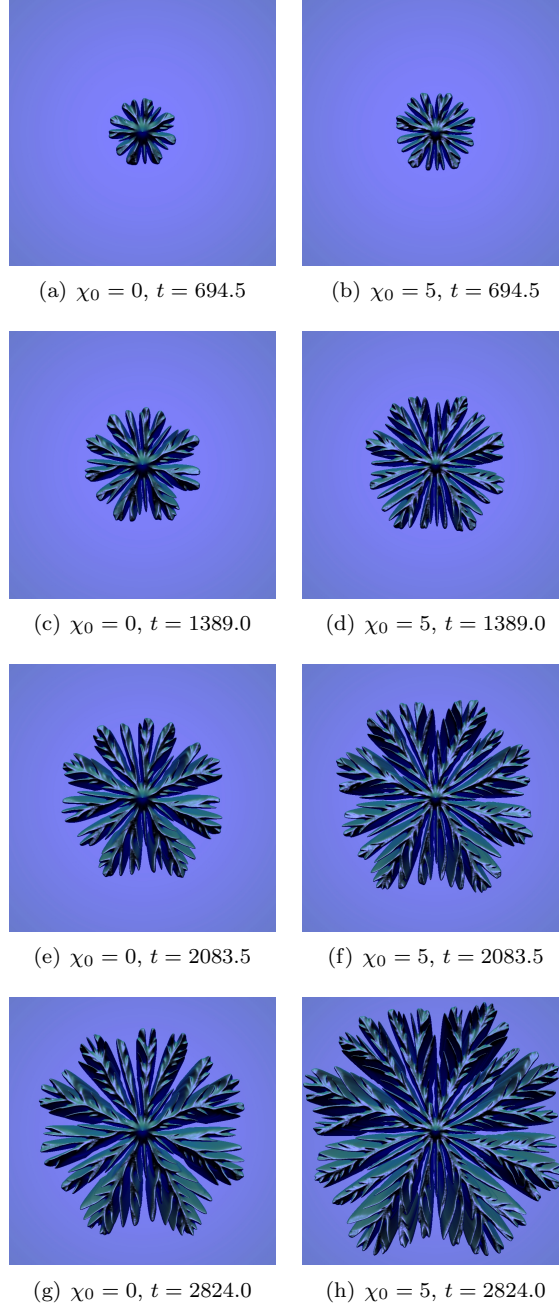 (a) χ₀ = 0, t = 694.5
(b) χ₀ = 5, t = 694.5
(c) χ₀ = 0, t = 1389.0
(d) χ₀ = 5, t = 1389.0
(e) χ₀ = 0, t = 2083.5
(f) χ₀ = 5, t = 2083.5
(g) χ₀ = 0, t = 2824.0
(h) χ₀ = 5, t = 2824.0